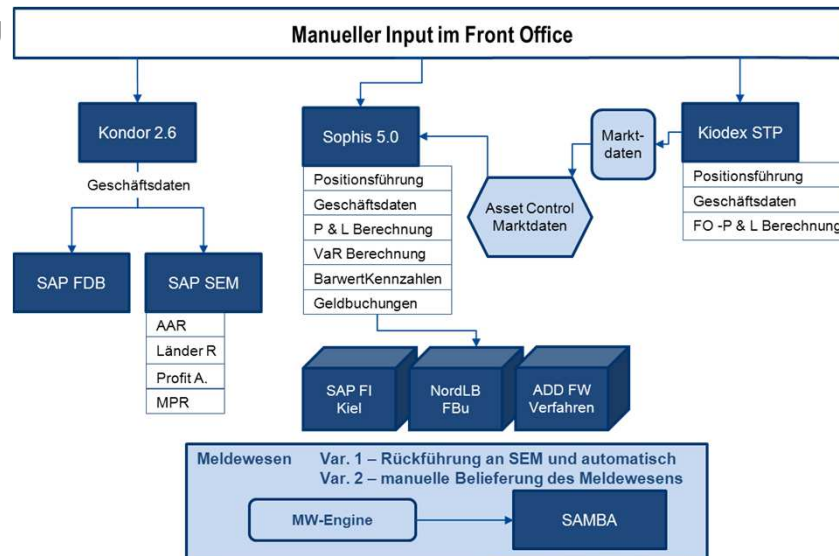 Manueller Input im Front Office
Kondor 2.6
Geschäftsdaten
SAP FDB
SAP SEM
AAR
Länder R
Profit A.
MPR
Sophis 5.0
Positionsführung
Geschäftsdaten
P & L Berechnung
VaR Berechnung
BarwertKennzahlen
Geldbuchungen
Asset Control
Marktdaten
Markt-
daten
Kiodex STP
Positionsführung
Geschäftsdaten
FO -P & L Berechnung
SAP FI
Kiel
NordLB
FBu
ADD FW
Verfahren
Meldewesen Var. 1 – Rückführung an SEM und automatisch
Var. 2 – manuelle Belieferung des Meldewesens
MW-Engine
SAMBA